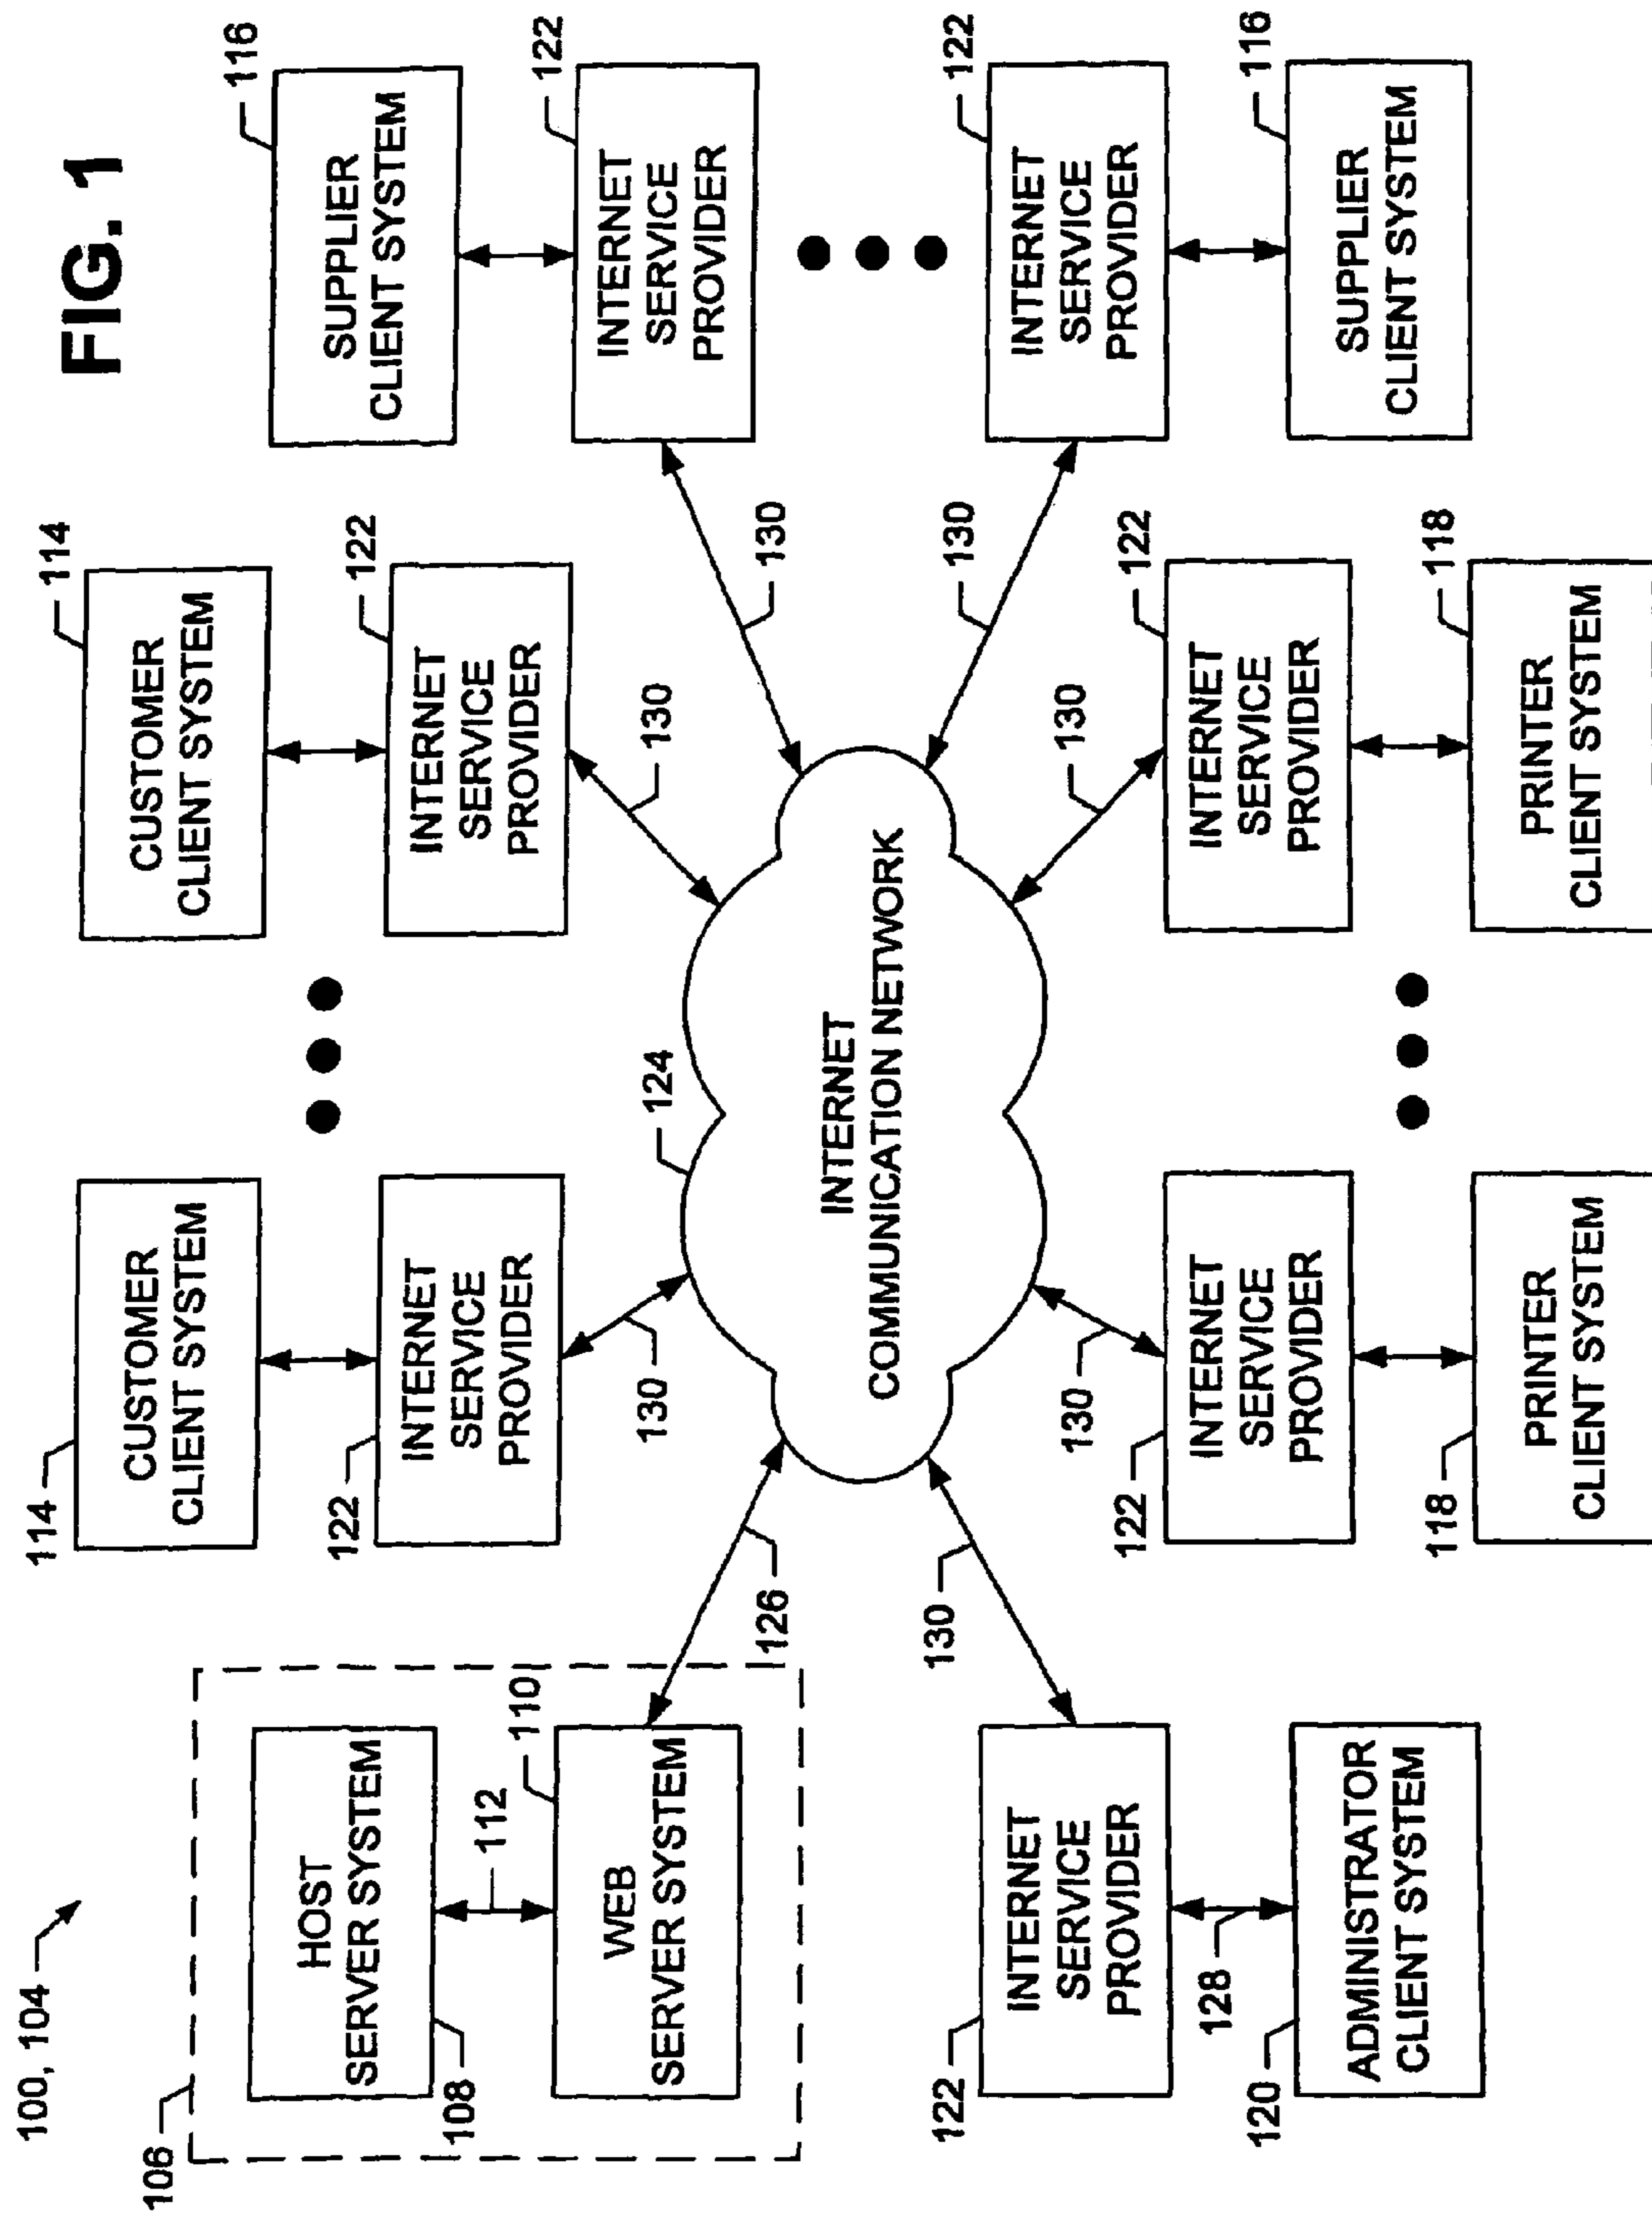 FIG. 1
100, 104
106
HOST
SERVER SYSTEM
108
112
110
WEB
SERVER SYSTEM
126
114
CUSTOMER
CLIENT SYSTEM
122
INTERNET
SERVICE
PROVIDER
130
114
CUSTOMER
CLIENT SYSTEM
122
INTERNET
SERVICE
PROVIDER
130
116
SUPPLIER
CLIENT SYSTEM
122
INTERNET
SERVICE
PROVIDER
130
124
INTERNET
COMMUNICATION NETWORK
130
122
INTERNET
SERVICE
PROVIDER
128
120
ADMINISTRATOR
CLIENT SYSTEM
130
122
INTERNET
SERVICE
PROVIDER
118
PRINTER
CLIENT SYSTEM
130
122
INTERNET
SERVICE
PROVIDER
118
PRINTER
CLIENT SYSTEM
130
122
INTERNET
SERVICE
PROVIDER
116
SUPPLIER
CLIENT SYSTEM